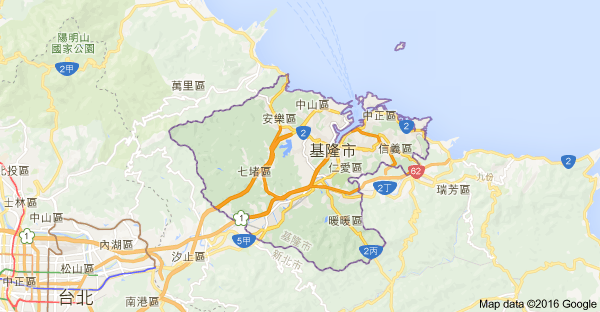 陽明山
國家公園
2甲
萬里區
中山區
安樂區
2
中正區
2
基隆市
信義區
2
仁愛區
62
九份
七堵區
2丁
瑞芳區
北投區
士林區
中山區
1
1
暖暖區
5甲
基隆市
新北市
2丙
內湖區
汐止區
松山區
中正區
台北
南港區
Map data ©2016 Google